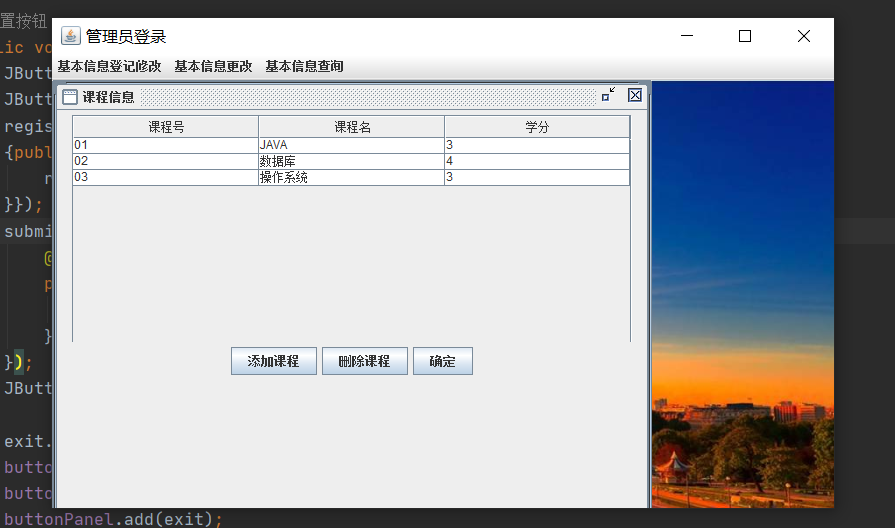 置按钮
管理员登录
lic vo
基本信息登记修改 基本信息更改 基本信息查询
JButt
课程信息
JButt
课程号 课程名 学分
regis
01 JAVA 3
{publ
02 数据库 4
03 操作系统 3
}});
submi
@
p
}
添加课程 删除课程 确定
});
JButt
exit.
butto
butto
buttonPanel.add(exit);